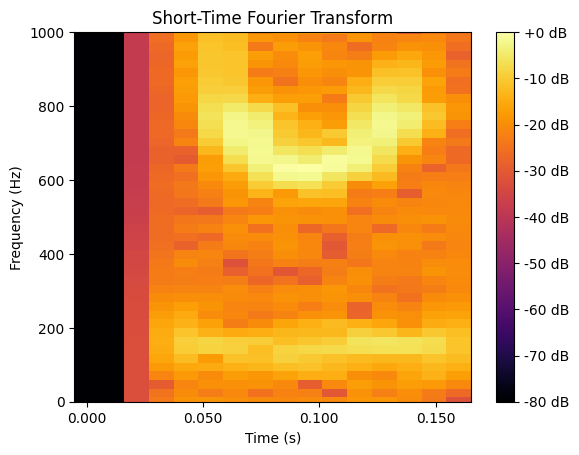 Short-Time Fourier Transform
1000
800
600
400
200
0
Frequency (Hz)
0.000
0.050
0.100
0.150
Time (s)
+0 dB
-10 dB
-20 dB
-30 dB
-40 dB
-50 dB
-60 dB
-70 dB
-80 dB